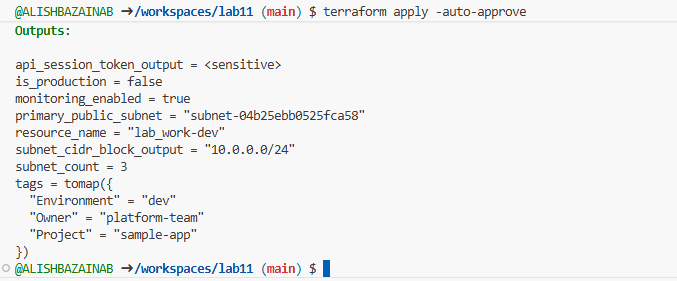 @ALISHBAZAINAB ➜/workspaces/lab11 (main) $ terraform apply -auto-approve
Outputs:
api_session_token_output = <sensitive>
is_production = false
monitoring_enabled = true
primary_public_subnet = "subnet-04b25ebb0525fca58"
resource_name = "lab_work-dev"
subnet_cidr_block_output = "10.0.0.0/24"
subnet_count = 3
tags = tomap({
  "Environment" = "dev"
  "Owner" = "platform-team"
  "Project" = "sample-app"
})
@ALISHBAZAINAB ➜/workspaces/lab11 (main) $